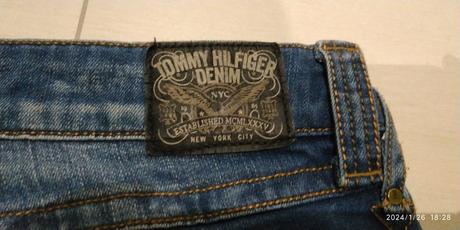 TOMMY HILFIGER
DENIM
NYC
ESTABLISHED MCMLXXXV
NEW YORK CITY
2024/1/26 18:28